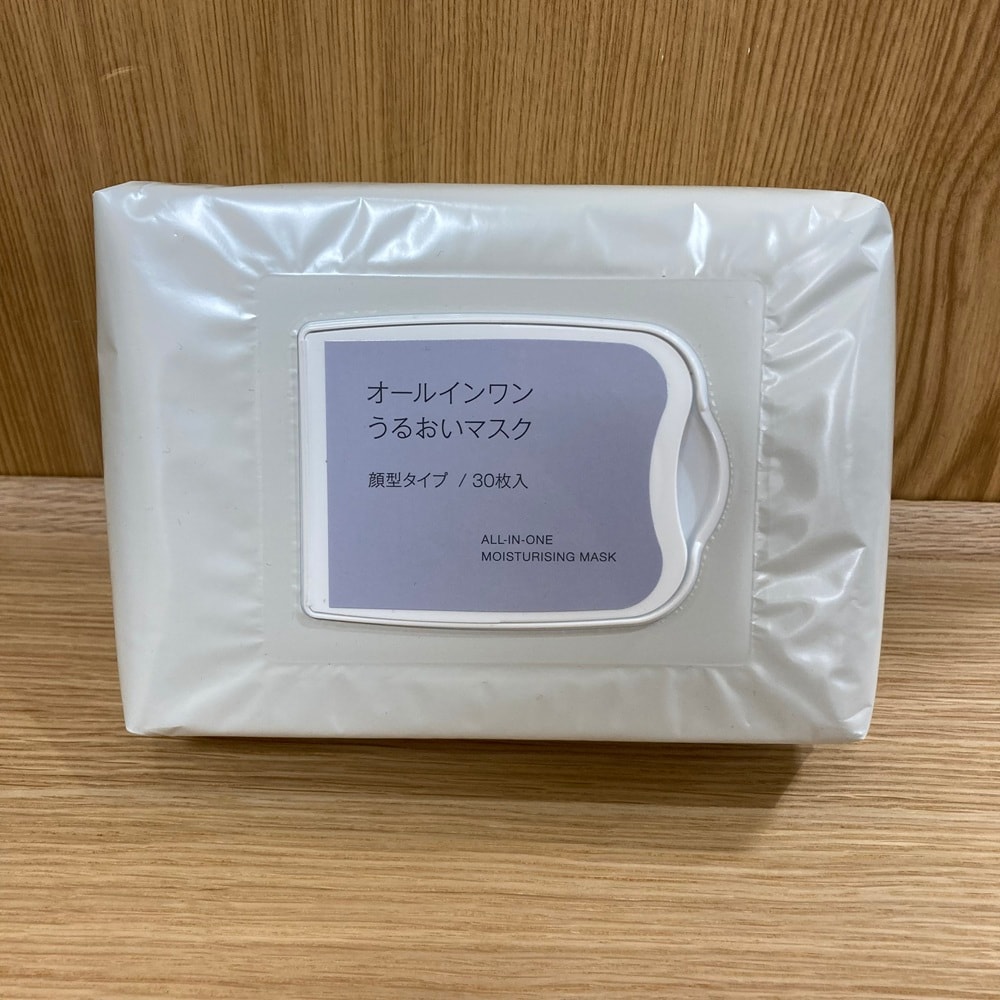 オールインワン
うるおいマスク
顔型タイプ / 30枚入
ALL-IN-ONE
MOISTURISING MASK